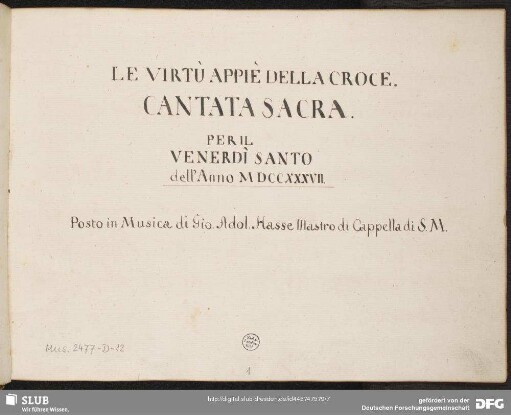 LE VIRTÙ APPIÈ DELLA CROCE.
CANTATA SACRA.
PER IL
VENERDÌ SANTO
dell'Anno MDCCXXXVII.
Posto in Musica di Gio. Adol. Hasse Mastro di Cappella di S. M.
Mus. 2477-D-12
1
SLUB
Wir führen Wissen.
gefördert von der
Deutschen Forschungsgemeinschaft
DFG